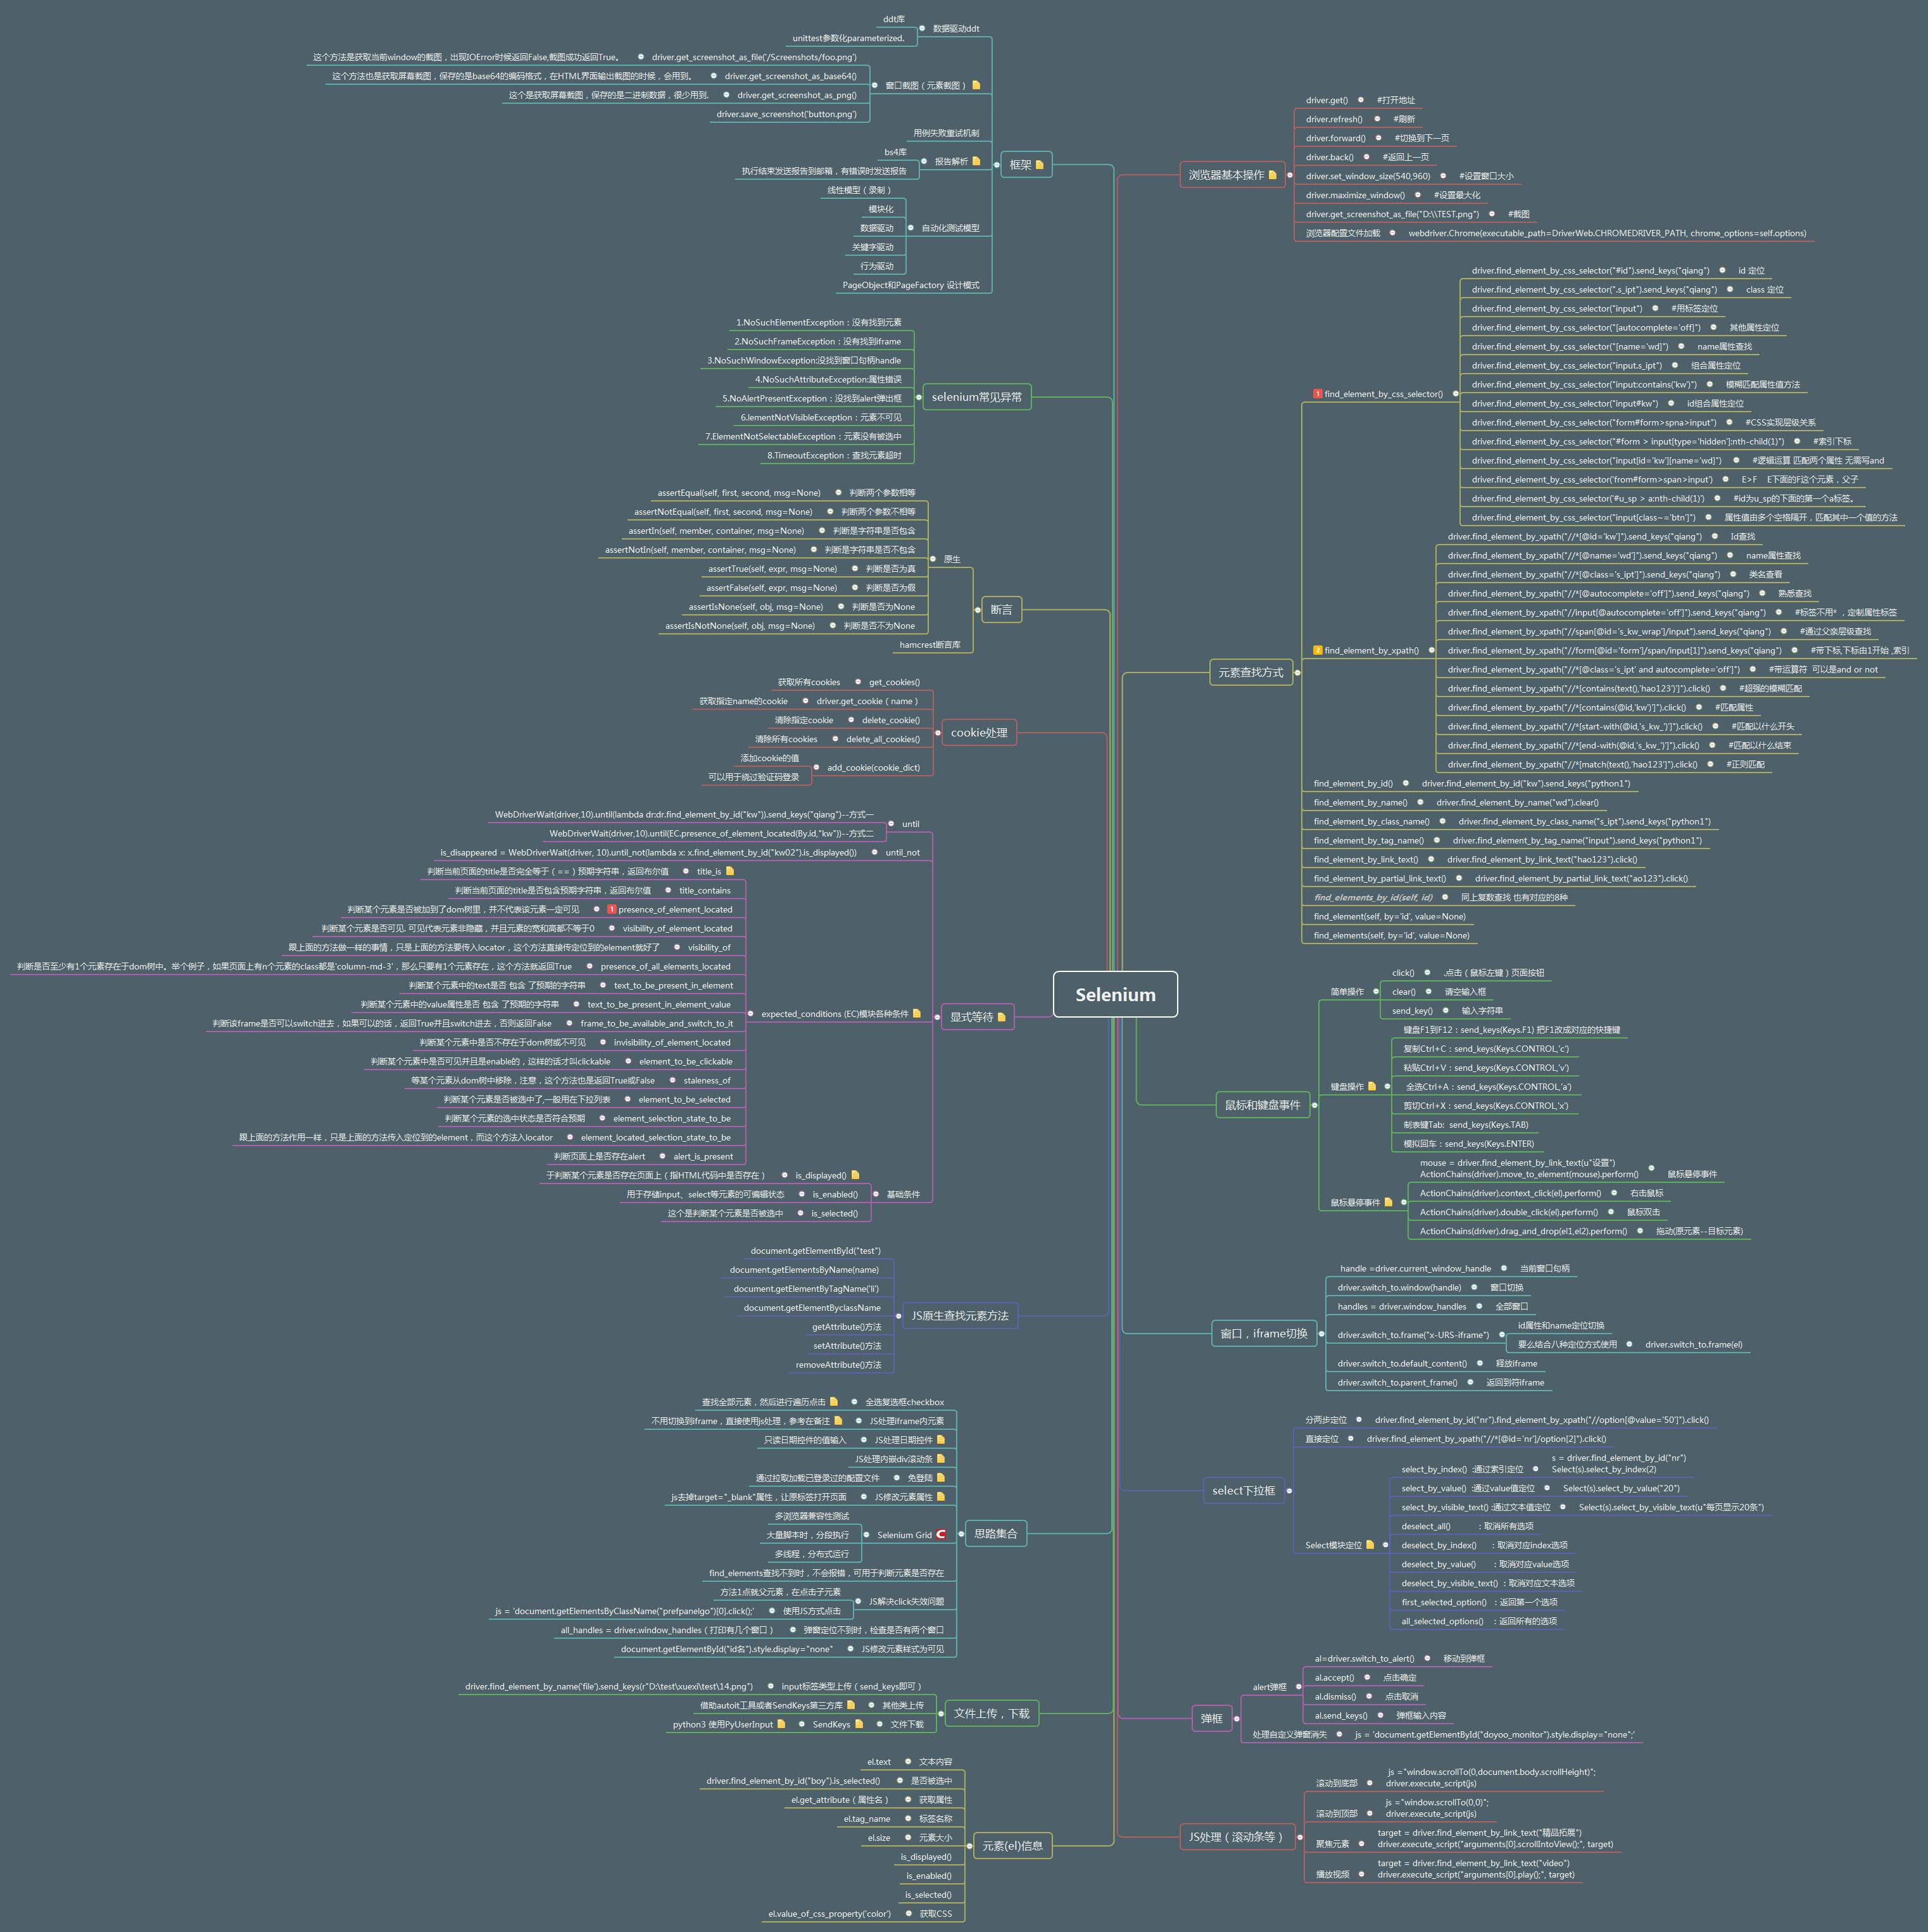 Selenium
框架
数据驱动ddt
ddt库
unittest参数化parameterized.
窗口截图（元素截图）
driver.get_screenshot_as_file('/Screenshots/foo.png')
这个方法是获取当前window的截图，出现IOError时候返回False,截图成功返回True。
driver.get_screenshot_as_base64()
这个方法也是获取屏幕截图，保存的是base64的编码格式，在HTML界面输出截图的时候，会用到。
driver.get_screenshot_as_png()
这个是获取屏幕截图，保存的是二进制数据，很少用到.
driver.save_screenshot('button.png')
用例失败重试机制
报告解析
bs4库
执行结束发送报告到邮箱，有错误时发送报告
自动化测试模型
线性模型（录制）
模块化
数据驱动
关键字驱动
行为驱动
PageObject和PageFactory 设计模式
selenium常见异常
1.NoSuchElementException：没有找到元素
2.NoSuchFrameException：没有找到iframe
3.NoSuchWindowException:没找到窗口句柄handle
4.NoSuchAttributeException:属性错误
5.NoAlertPresentException：没找到alert弹出框
6.lementNotVisibleException：元素不可见
7.ElementNotSelectableException：元素没有被选中
8.TimeoutException：查找元素超时
断言
原生
assertEqual(self, first, second, msg=None) 判断两个参数相等
assertNotEqual(self, first, second, msg=None) 判断两个参数不相等
assertIn(self, member, container, msg=None) 判断是字符串是否包含
assertNotIn(self, member, container, msg=None) 判断是字符串是否不包含
assertTrue(self, expr, msg=None) 判断是否为真
assertFalse(self, expr, msg=None) 判断是否为假
assertIsNone(self, obj, msg=None) 判断是否为None
assertIsNotNone(self, obj, msg=None) 判断是否不为None
hamcrest断言库
cookie处理
获取所有cookies get_cookies()
获取指定name的cookie driver.get_cookie（name）
清除指定cookie delete_cookie()
清除所有cookies delete_all_cookies()
add_cookie(cookie_dict)
添加cookie的值
可以用于绕过验证码登录
显式等待
until
WebDriverWait(driver,10).until(lambda dr:dr.find_element_by_id("kw")).send_keys("qiang")--方式一
WebDriverWait(driver,10).until(EC.presence_of_element_located(By.id,"kw"))--方式二
is_disappeared = WebDriverWait(driver, 10).until_not(lambda x: x.find_element_by_id("kw02").is_displayed()) until_not
expected_conditions (EC)模块各种条件
判断当前页面的title是否完全等于（==）预期字符串，返回布尔值 title_is
判断当前页面的title是否包含预期字符串，返回布尔值 title_contains
判断某个元素是否被加到了dom树里，并不代表该元素一定可见 1 presence_of_element_located
判断某个元素是否可见. 可见代表元素非隐藏，并且元素的宽和高都不等于0 visibility_of_element_located
跟上面的方法做一样的事情，只是上面的方法要传入locator，这个方法直接传定位到的element就好了 visibility_of
判断是否至少有1个元素存在于dom树中。举个例子，如果页面上有n个元素的class都是'column-md-3'，那么只要有1个元素存在，这个方法就返回True presence_of_all_elements_located
判断某个元素中的text是否 包含 了预期的字符串 text_to_be_present_in_element
判断某个元素中的value属性是否 包含 了预期的字符串 text_to_be_present_in_element_value
判断该frame是否可以switch进去，如果可以的话，返回True并且switch进去，否则返回False frame_to_be_available_and_switch_to_it
判断某个元素中是否不存在于dom树或不可见 invisibility_of_element_located
判断某个元素中是否可见并且是enable的，这样的话才叫clickable element_to_be_clickable
等某个元素从dom树中移除，注意，这个方法也是返回True或False staleness_of
判断某个元素是否被选中了,一般用在下拉列表 element_to_be_selected
判断某个元素的选中状态是否符合预期 element_selection_state_to_be
跟上面的方法作用一样，只是上面的方法传入定位到的element，而这个方法入locator element_located_selection_state_to_be
判断页面上是否存在alert alert_is_present
基础条件
于判断某个元素是否存在页面上（指HTML代码中是否存在） is_displayed()
用于存储input、select等元素的可编辑状态 is_enabled()
这个是判断某个元素是否被选中 is_selected()
JS原生查找元素方法
document.getElementById("test")
document.getElementsByName(name)
document.getElementByTagName('li')
document.getElementByclassName
getAttribute()方法
setAttribute()方法
removeAttribute()方法
思路集合
查找全部元素，然后进行遍历点击 全选复选框checkbox
不用切换到iframe，直接使用js处理，参考在备注 JS处理iframe内元素
只读日期控件的值输入 JS处理日期控件
JS处理内嵌div滚动条
通过拉取加载已登录过的配置文件 免登陆
js去掉target="_blank"属性，让原标签打开页面 JS修改元素属性
Selenium Grid
多浏览器兼容性测试
大量脚本时，分段执行
多线程，分布式运行
find_elements查找不到时，不会报错，可用于判断元素是否存在
JS解决click失效问题
方法1点就父元素，在点击子元素
js = 'document.getElementsByClassName("prefpanelgo")[0].click();' 使用JS方式点击
all_handles = driver.window_handles（打印有几个窗口） 弹窗定位不到时，检查是否有两个窗口
document.getElementById("id名").style.display="none" JS修改元素样式为可见
文件上传，下载
driver.find_element_by_name('file').send_keys(r"D:\test\xuexi\test\14.png") input标签类型上传（send_keys即可）
借助autoit工具或者SendKeys第三方库 其他类上传
python3 使用PyUserInput SendKeys 文件下载
元素(el)信息
el.text 文本内容
driver.find_element_by_id("boy").is_selected() 是否被选中
el.get_attribute（属性名） 获取属性
el.tag_name 标签名称
el.size 元素大小
is_displayed()
is_enabled()
is_selected()
el.value_of_css_property('color') 获取CSS
浏览器基本操作
driver.get() #打开地址
driver.refresh() #刷新
driver.forward() #切换到下一页
driver.back() #返回上一页
driver.set_window_size(540,960) #设置窗口大小
driver.maximize_window() #设置最大化
driver.get_screenshot_as_file("D:\\TEST.png") #截图
浏览器配置文件加载 webdriver.Chrome(executable_path=DriverWeb.CHROMEDRIVER_PATH, chrome_options=self.options)
元素查找方式
1 find_element_by_css_selector()
driver.find_element_by_css_selector("#id").send_keys("qiang") id 定位
driver.find_element_by_css_selector(".s_ipt").send_keys("qiang") class 定位
driver.find_element_by_css_selector("input") #用标签定位
driver.find_element_by_css_selector("[autocomplete='off]") 其他属性定位
driver.find_element_by_css_selector("[name='wd]") name属性查找
driver.find_element_by_css_selector("input.s_ipt") 组合属性定位
driver.find_element_by_css_selector("input:contains('kw')") 模糊匹配属性值方法
driver.find_element_by_css_selector("input#kw") id组合属性定位
driver.find_element_by_css_selector("form#form>spna>input") #CSS实现层级关系
driver.find_element_by_css_selector("#form > input[type='hidden']:nth-child(1)") #索引下标
driver.find_element_by_css_selector("input[id='kw'][name='wd]") #逻辑运算 匹配两个属性 无需写and
driver.find_element_by_css_selector('from#form>span>input') E>F E下面的F这个元素，父子
driver.find_element_by_css_selector('#u_sp > a:nth-child(1)') #id为u_sp的下面的第一个a标签。
driver.find_element_by_css_selector("input[class~='btn']") 属性值由多个空格隔开，匹配其中一个值的方法
2 find_element_by_xpath()
driver.find_element_by_xpath("//*[@id='kw']").send_keys("qiang") Id查找
driver.find_element_by_xpath("//*[@name='wd']").send_keys("qiang") name属性查找
driver.find_element_by_xpath("//*[@class='s_ipt']").send_keys("qiang") 类名查看
driver.find_element_by_xpath("//*[@autocomplete='off']").send_keys("qiang") 熟悉查找
driver.find_element_by_xpath("//input[@autocomplete='off']").send_keys("qiang") #标签不用*，定制属性标签
driver.find_element_by_xpath("//span[@id='s_kw_wrap']/input").send_keys("qiang") #通过父亲层级查找
driver.find_element_by_xpath("//form[@id='form']/span/input[1]").send_keys("qiang") #带下标,下标由1开始 ,索引
driver.find_element_by_xpath("//*[@class='s_ipt' and autocomplete='off']") #带运算符 可以是and or not
driver.find_element_by_xpath("//*[contains(text(),'hao123')]").click() #超强的模糊匹配
driver.find_element_by_xpath("//*[contains(@id,'kw')]").click() #匹配属性
driver.find_element_by_xpath("//*[start-with(@id,'s_kw_')]").click() #匹配以什么开头
driver.find_element_by_xpath("//*[end-with(@id,'s_kw_')]").click() #匹配以什么结束
driver.find_element_by_xpath("//*[match(text(),'hao123']").click() #正则匹配
find_element_by_id() driver.find_element_by_id("kw").send_keys("python1")
find_element_by_name() driver.find_element_by_name("wd").clear()
find_element_by_class_name() driver.find_element_by_class_name("s_ipt").send_keys("python1")
find_element_by_tag_name() driver.find_element_by_tag_name("input").send_keys("python1")
find_element_by_link_text() driver.find_element_by_link_text("hao123").click()
find_element_by_partial_link_text() driver.find_element_by_partial_link_text("ao123").click()
find_elements_by_id(self, id) 同上复数查找 也有对应的8种
find_element(self, by='id', value=None)
find_elements(self, by='id', value=None)
鼠标和键盘事件
简单操作
click() .点击（鼠标左键）页面按钮
clear() 请空输入框
send_key() 输入字符串
键盘操作
键盘F1到F12：send_keys(Keys.F1) 把F1改成对应的快捷键
复制Ctrl+C：send_keys(Keys.CONTROL,'c')
粘贴Ctrl+V：send_keys(Keys.CONTROL,'v')
全选Ctrl+A：send_keys(Keys.CONTROL,'a')
剪切Ctrl+X：send_keys(Keys.CONTROL,'x')
制表键Tab: send_keys(Keys.TAB)
模拟回车：send_keys(Keys.ENTER)
鼠标悬停事件
mouse = driver.find_element_by_link_text(u"设置")
ActionChains(driver).move_to_element(mouse).perform() 鼠标悬停事件
ActionChains(driver).context_click(el).perform() 右击鼠标
ActionChains(driver).double_click(el).perform() 鼠标双击
ActionChains(driver).drag_and_drop(el1,el2).perform() 拖动(原元素--目标元素)
窗口，iframe切换
handle =driver.current_window_handle 当前窗口句柄
driver.switch_to.window(handle) 窗口切换
handles = driver.window_handles 全部窗口
driver.switch_to.frame("x-URS-iframe")
id属性和name定位切换
要么结合八种定位方式使用 driver.switch_to.frame(el)
driver.switch_to.default_content() 释放iframe
driver.switch_to.parent_frame() 返回到符iframe
select下拉框
分两步定位 driver.find_element_by_id("nr").find_element_by_xpath("//option[@value='50']").click()
直接定位 driver.find_element_by_xpath("//*[@id='nr']/option[2]").click()
Select模块定位
s = driver.find_element_by_id("nr")
select_by_index() :通过索引定位 Select(s).select_by_index(2)
select_by_value() :通过value值定位 Select(s).select_by_value("20")
select_by_visible_text() :通过文本值定位 Select(s).select_by_visible_text(u"每页显示20条")
deselect_all() ：取消所有选项
deselect_by_index() ：取消对应index选项
deselect_by_value() ：取消对应value选项
deselect_by_visible_text() ：取消对应文本选项
first_selected_option() ：返回第一个选项
all_selected_options() ：返回所有的选项
弹框
alert弹框
al=driver.switch_to_alert() 移动到弹框
al.accept() 点击确定
al.dismiss() 点击取消
al.send_keys() 弹框输入内容
处理自定义弹窗消失 js = 'document.getElementById("doyoo_monitor").style.display="none";'
JS处理（滚动条等）
滚动到底部
js ="window.scrollTo(0,document.body.scrollHeight)";
driver.execute_script(js)
滚动到顶部
js ="window.scrollTo(0,0)";
driver.execute_script(js)
聚焦元素
target = driver.find_element_by_link_text("精品拓展")
driver.execute_script("arguments[0].scrollIntoView();", target)
播放视频
target = driver.find_element_by_link_text("video")
driver.execute_script("arguments[0].play();", target)